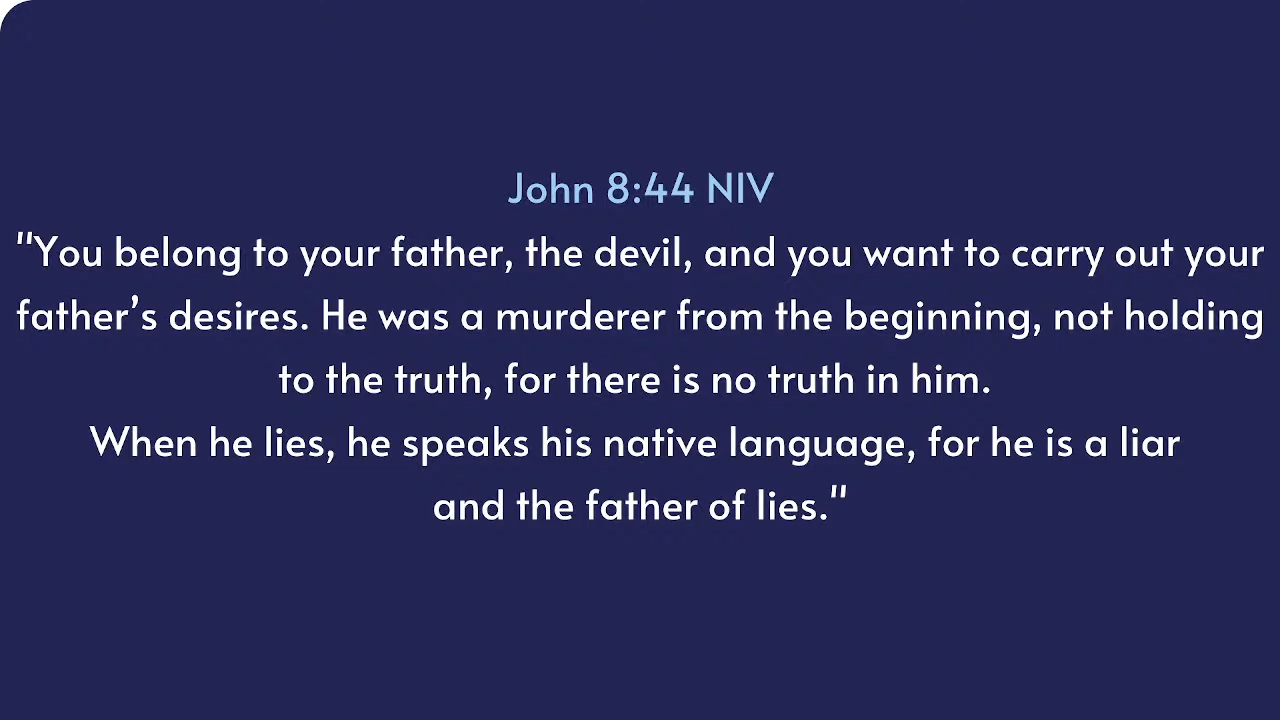 John 8:44 NIV
"You belong to your father, the devil, and you want to carry out your
father’s desires. He was a murderer from the beginning, not holding
to the truth, for there is no truth in him.
When he lies, he speaks his native language, for he is a liar
and the father of lies."